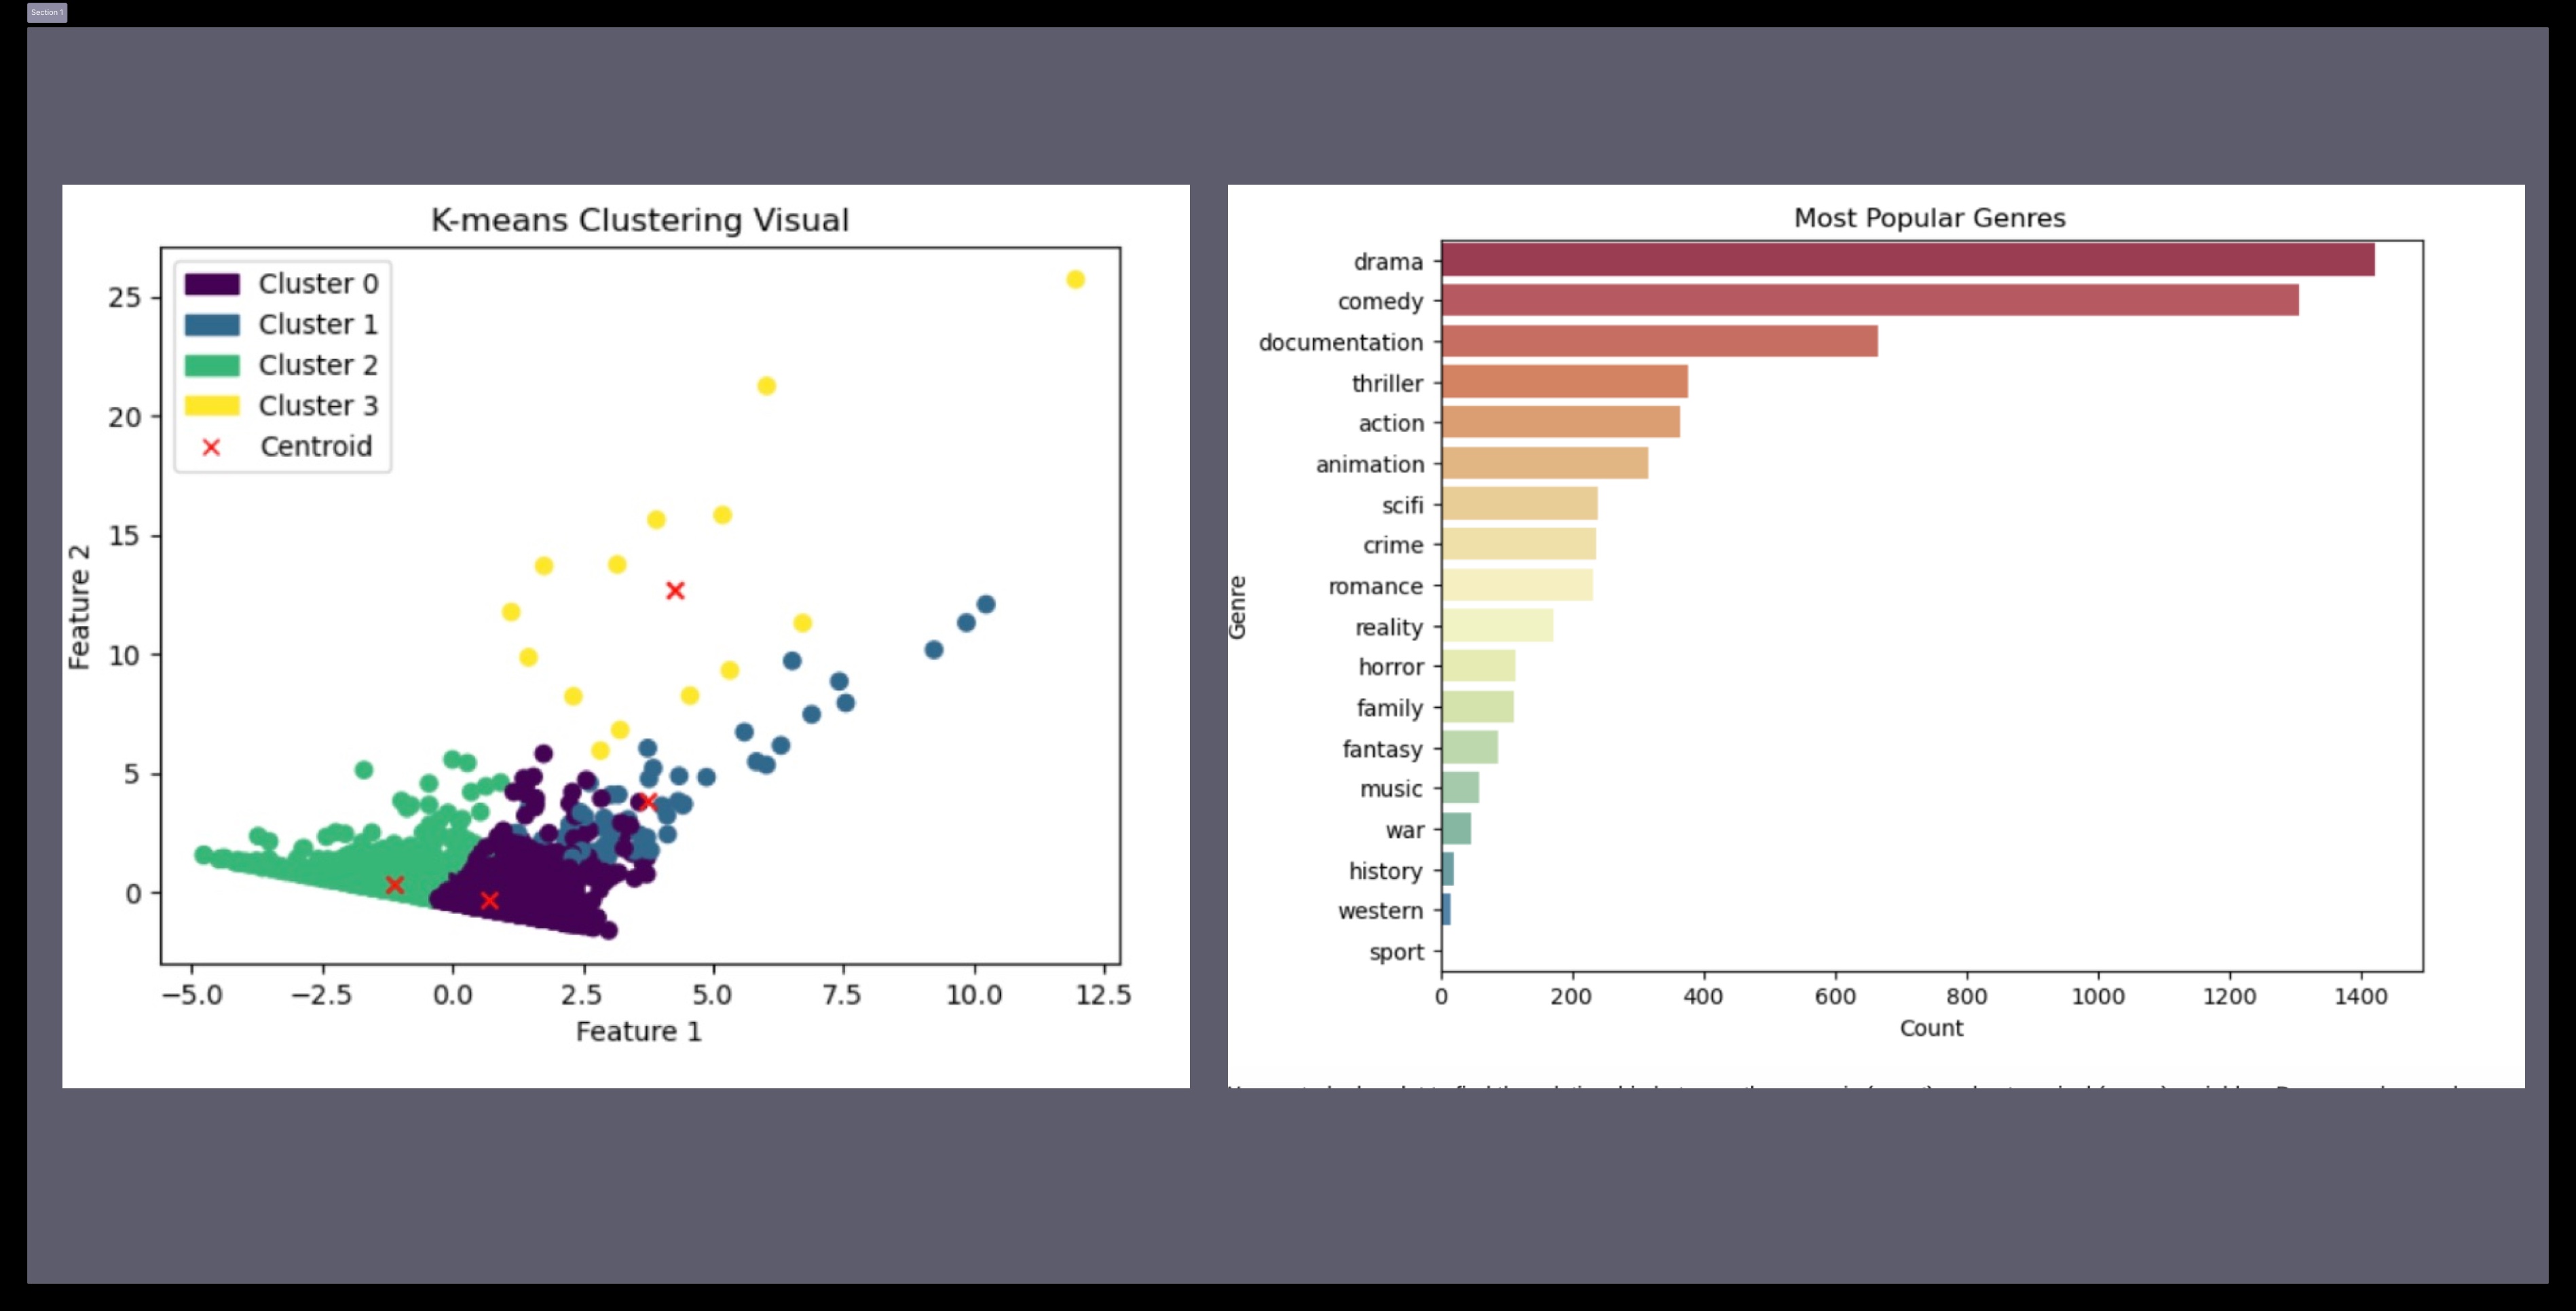 Section 1
K-means Clustering Visual
Cluster 0
Cluster 1
Cluster 2
Cluster 3
Centroid
25
20
15
10
5
0
Feature 2
−5.0 −2.5 0.0 2.5 5.0 7.5 10.0 12.5
Feature 1
Most Popular Genres
drama
comedy
documentation
thriller
action
animation
scifi
crime
romance
reality
horror
family
fantasy
music
war
history
western
sport
Genre
0 200 400 600 800 1000 1200 1400
Count